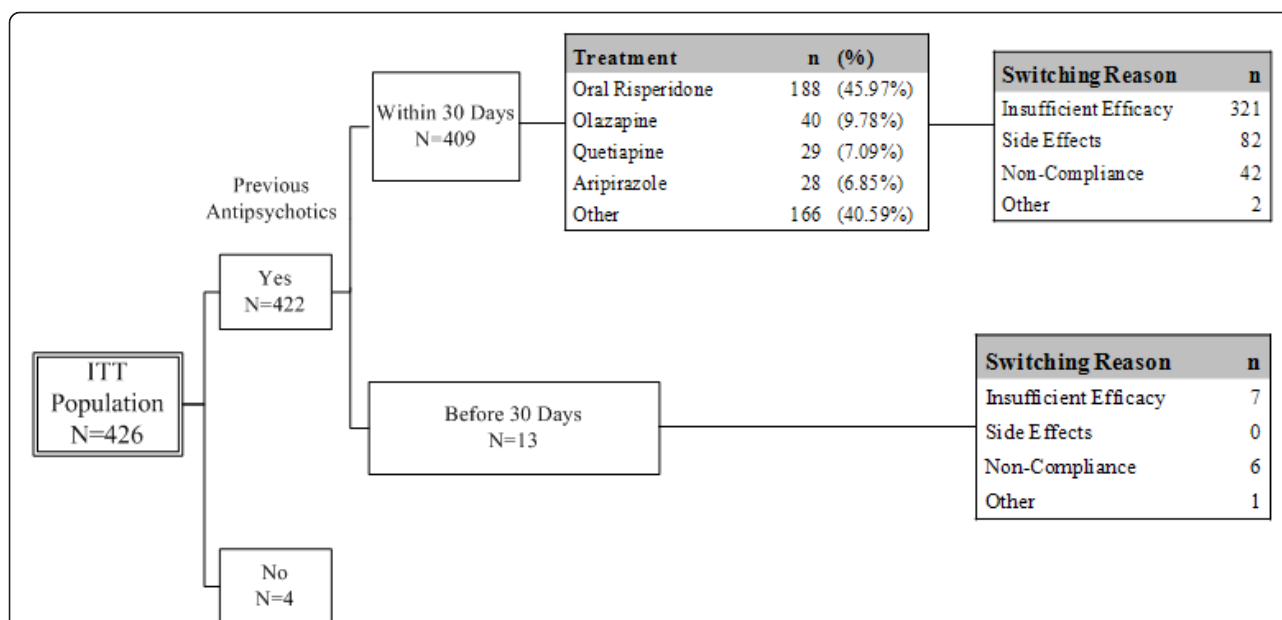 ITT
Population
N=426
Previous
Antipsychotics
Yes
N=422
No
N=4
Within 30 Days
N=409
Treatment n (%)
Oral Risperidone 188 (45.97%)
Olazapine 40 (9.78%)
Quetiapine 29 (7.09%)
Aripirazole 28 (6.85%)
Other 166 (40.59%)
Switching Reason n
Insufficient Efficacy 321
Side Effects 82
Non-Compliance 42
Other 2
Before 30 Days
N=13
Switching Reason n
Insufficient Efficacy 7
Side Effects 0
Non-Compliance 6
Other 1